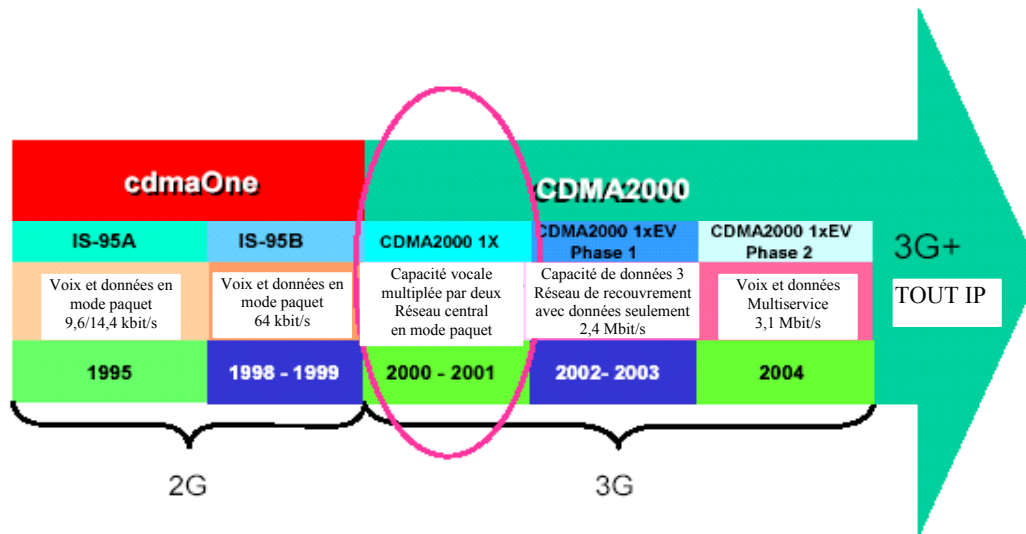 cdmaOne
CDMA2000
IS-95A
IS-95B
CDMA2000 1X
CDMA2000 1xEV
Phase 1
CDMA2000 1xEV
Phase 2
3G+
TOUT IP
Voix et données en
mode paquet
9,6/14,4 kbit/s
Voix et données en
mode paquet
64 kbit/s
Capacité vocale
multiplée par deux
Réseau central
en mode paquet
Capacité de données 3
Réseau de recouvrement
avec données seulement
2,4 Mbit/s
Voix et données
Multiservice
3,1 Mbit/s
1995
1998 - 1999
2000 - 2001
2002- 2003
2004
2G
3G